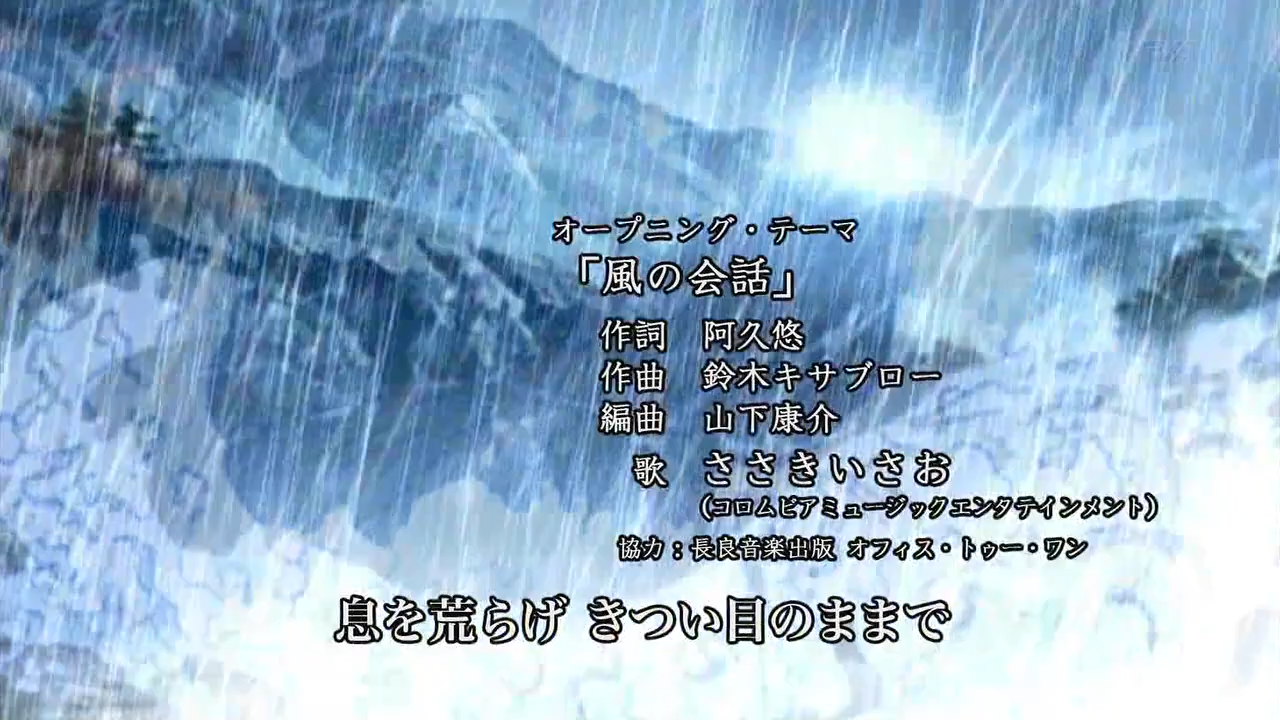 オープニング・テーマ
「風の会話」
作詞　阿久悠
作曲　鈴木キサブロー
編曲　山下康介
歌　ささきいさお
(コロムビアミュージックエンタテインメント)
協力：長良音楽出版 オフィス・トゥー・ワン
息を荒らげ きつい目のままで